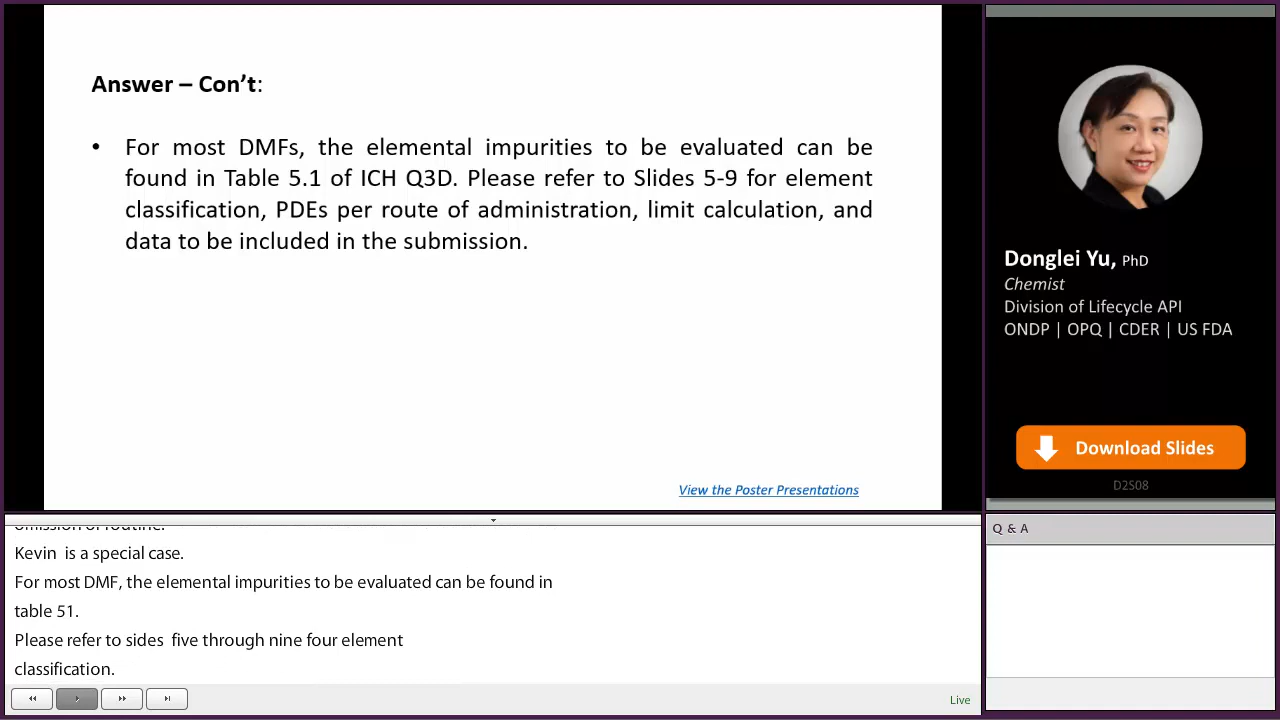 Answer – Con’t:
• For most DMFs, the elemental impurities to be evaluated can be
found in Table 5.1 of ICH Q3D. Please refer to Slides 5-9 for element
classification, PDEs per route of administration, limit calculation, and
data to be included in the submission.
View the Poster Presentations
Donglei Yu, PhD
Chemist
Division of Lifecycle API
ONDP | OPQ | CDER | US FDA
Download Slides
D2S08
omission of routine.
Kevin is a special case.
For most DMF, the elemental impurities to be evaluated can be found in
table 51.
Please refer to sides five through nine four element
classification.
Live
Q & A